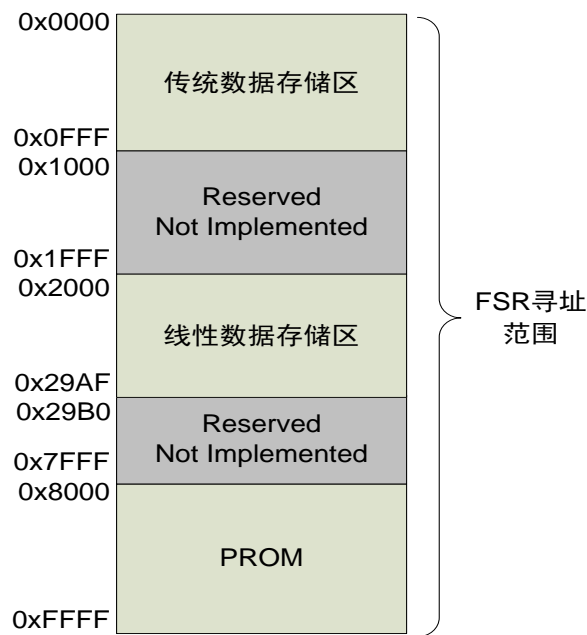 0x0000
传统数据存储区
0x0FFF
0x1000
Reserved
Not Implemented
0x1FFF
0x2000
线性数据存储区
0x29AF
0x29B0
Reserved
Not Implemented
0x7FFF
0x8000
PROM
0xFFFF
FSR寻址
范围